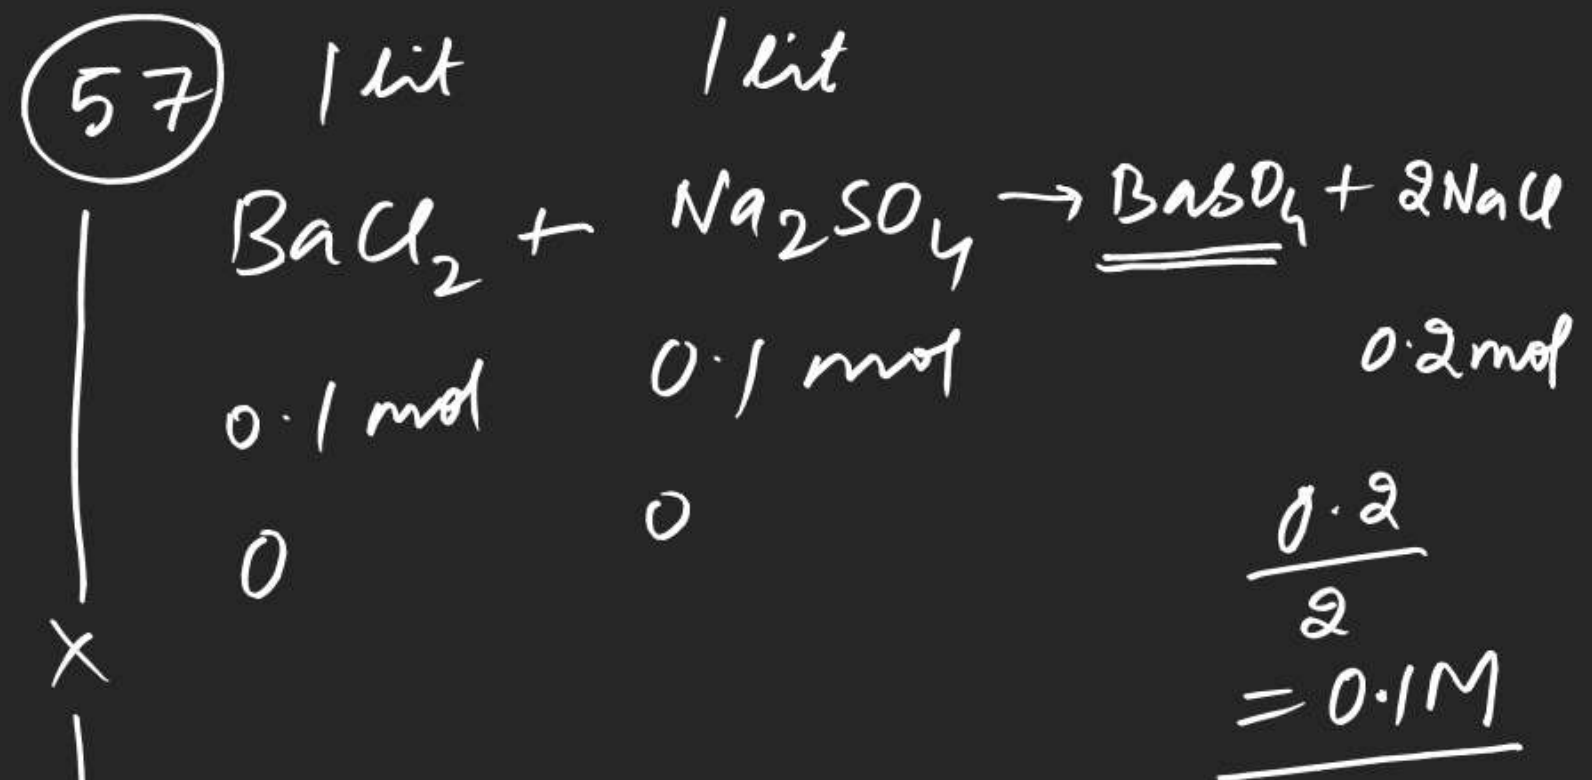 57 1 lit 1 lit
BaCl₂ + Na₂SO₄ → BaSO₄ + 2NaCl
0.1 mol 0.1 mol 0.2 mol
0 0
0.2
2
= 0.1M
X